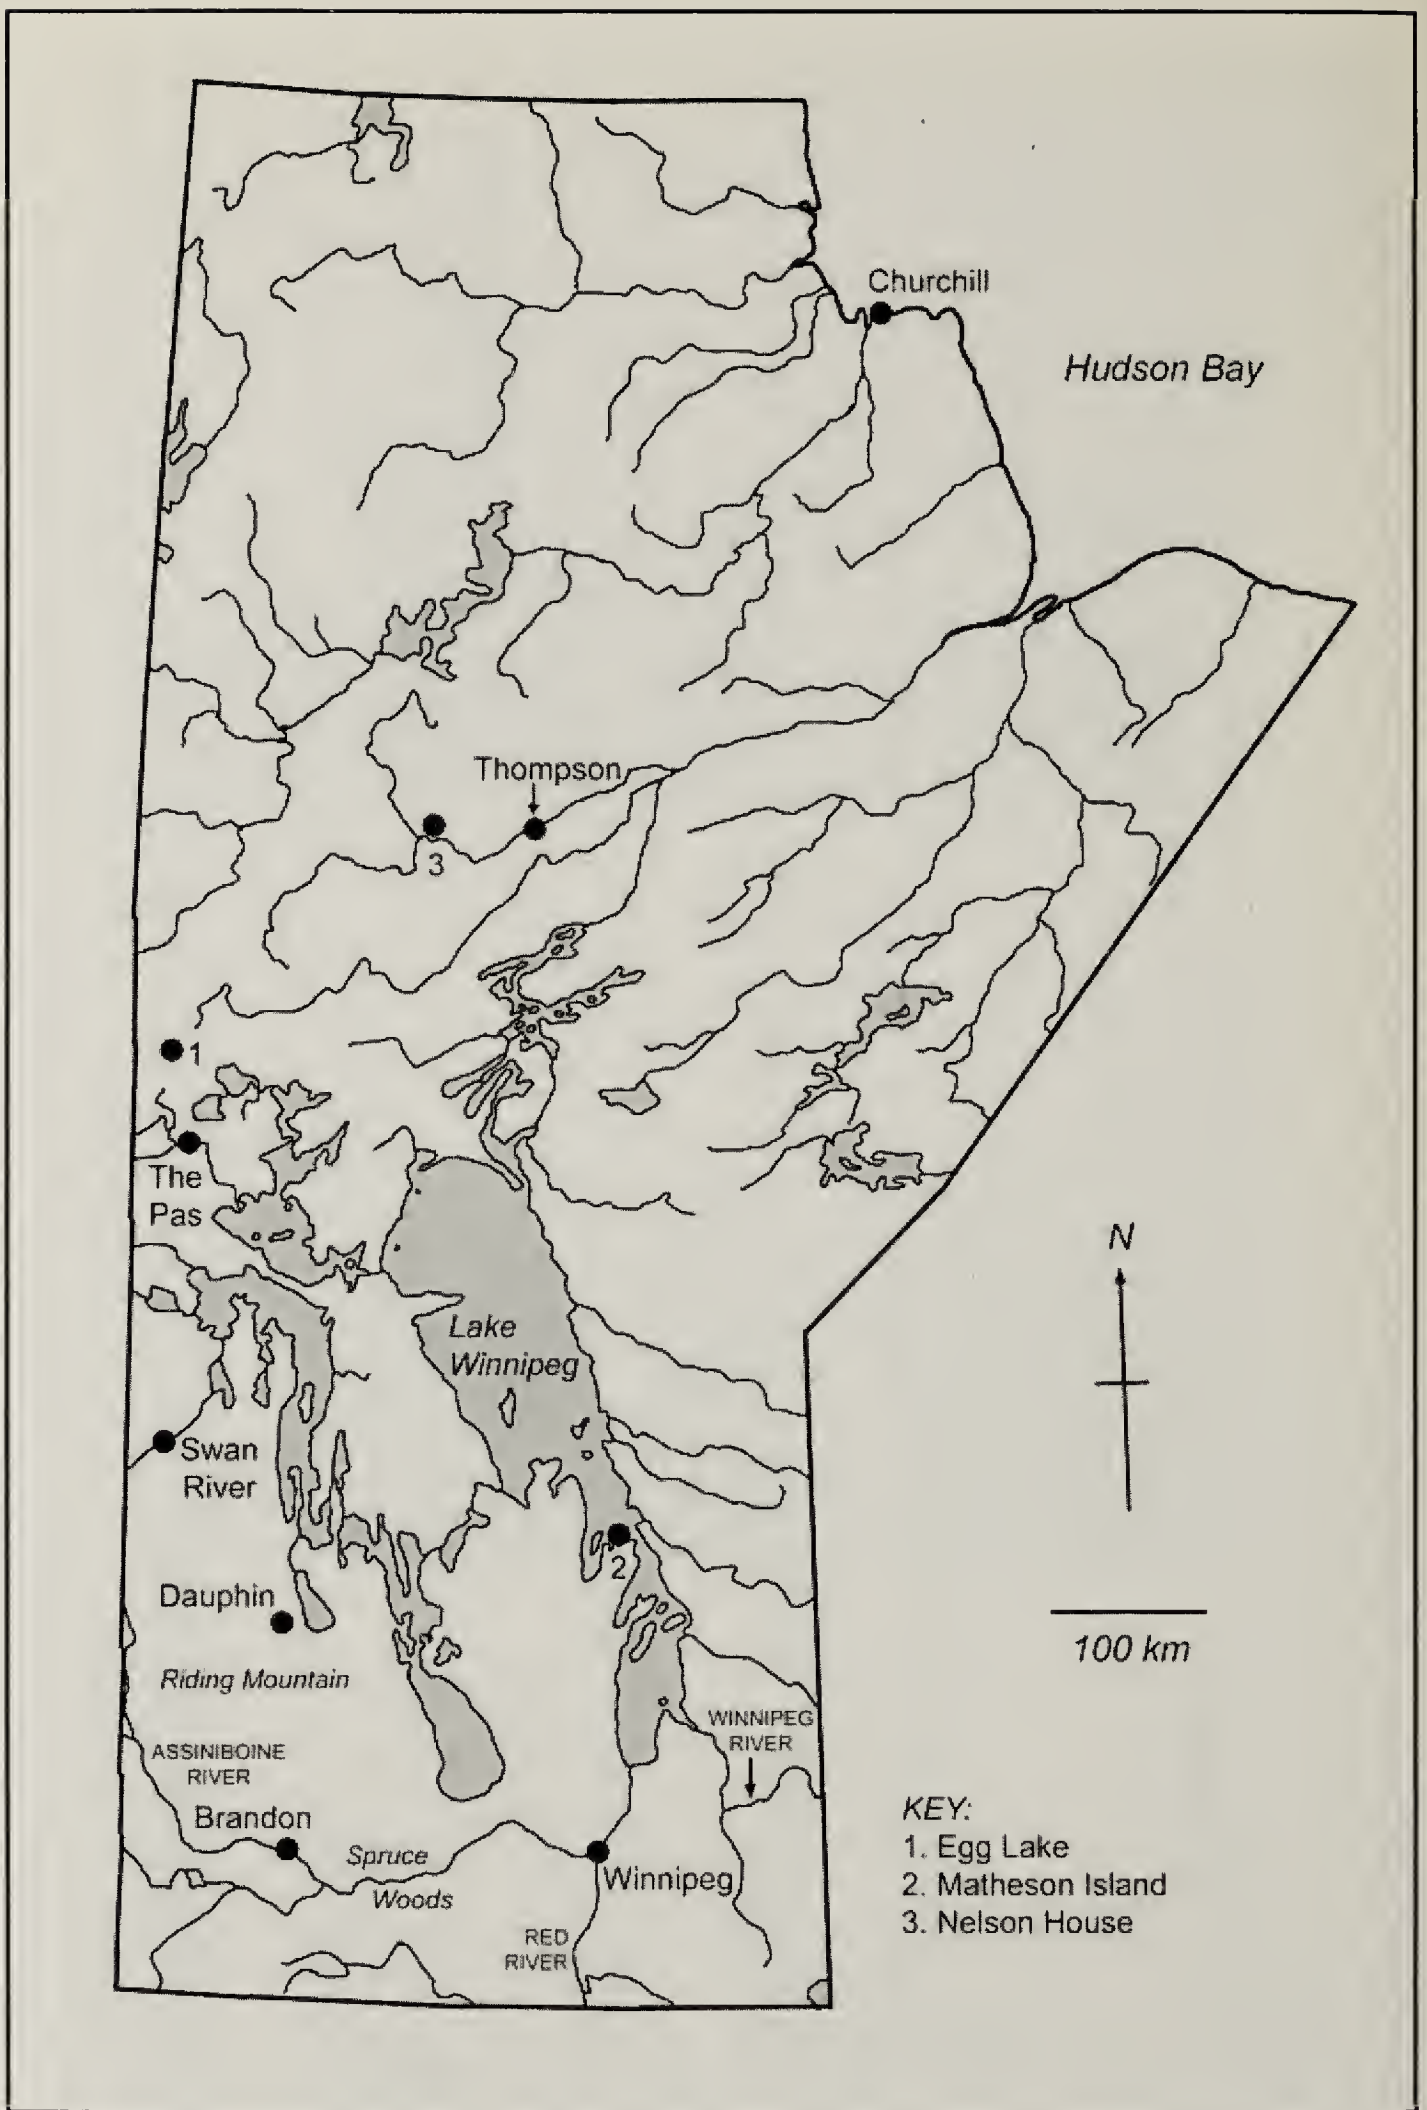 Churchill
Hudson Bay
Thompson
3
1
The
Pas
N
Lake
Winnipeg
Swan
River
2
Dauphin
100 km
Riding Mountain
WINNIPEG
RIVER
ASSINIBOINE
RIVER
Brandon
KEY:
1. Egg Lake
Spruce
Winnipeg
2. Matheson Island
Woods
3. Nelson House
RED
RIVER